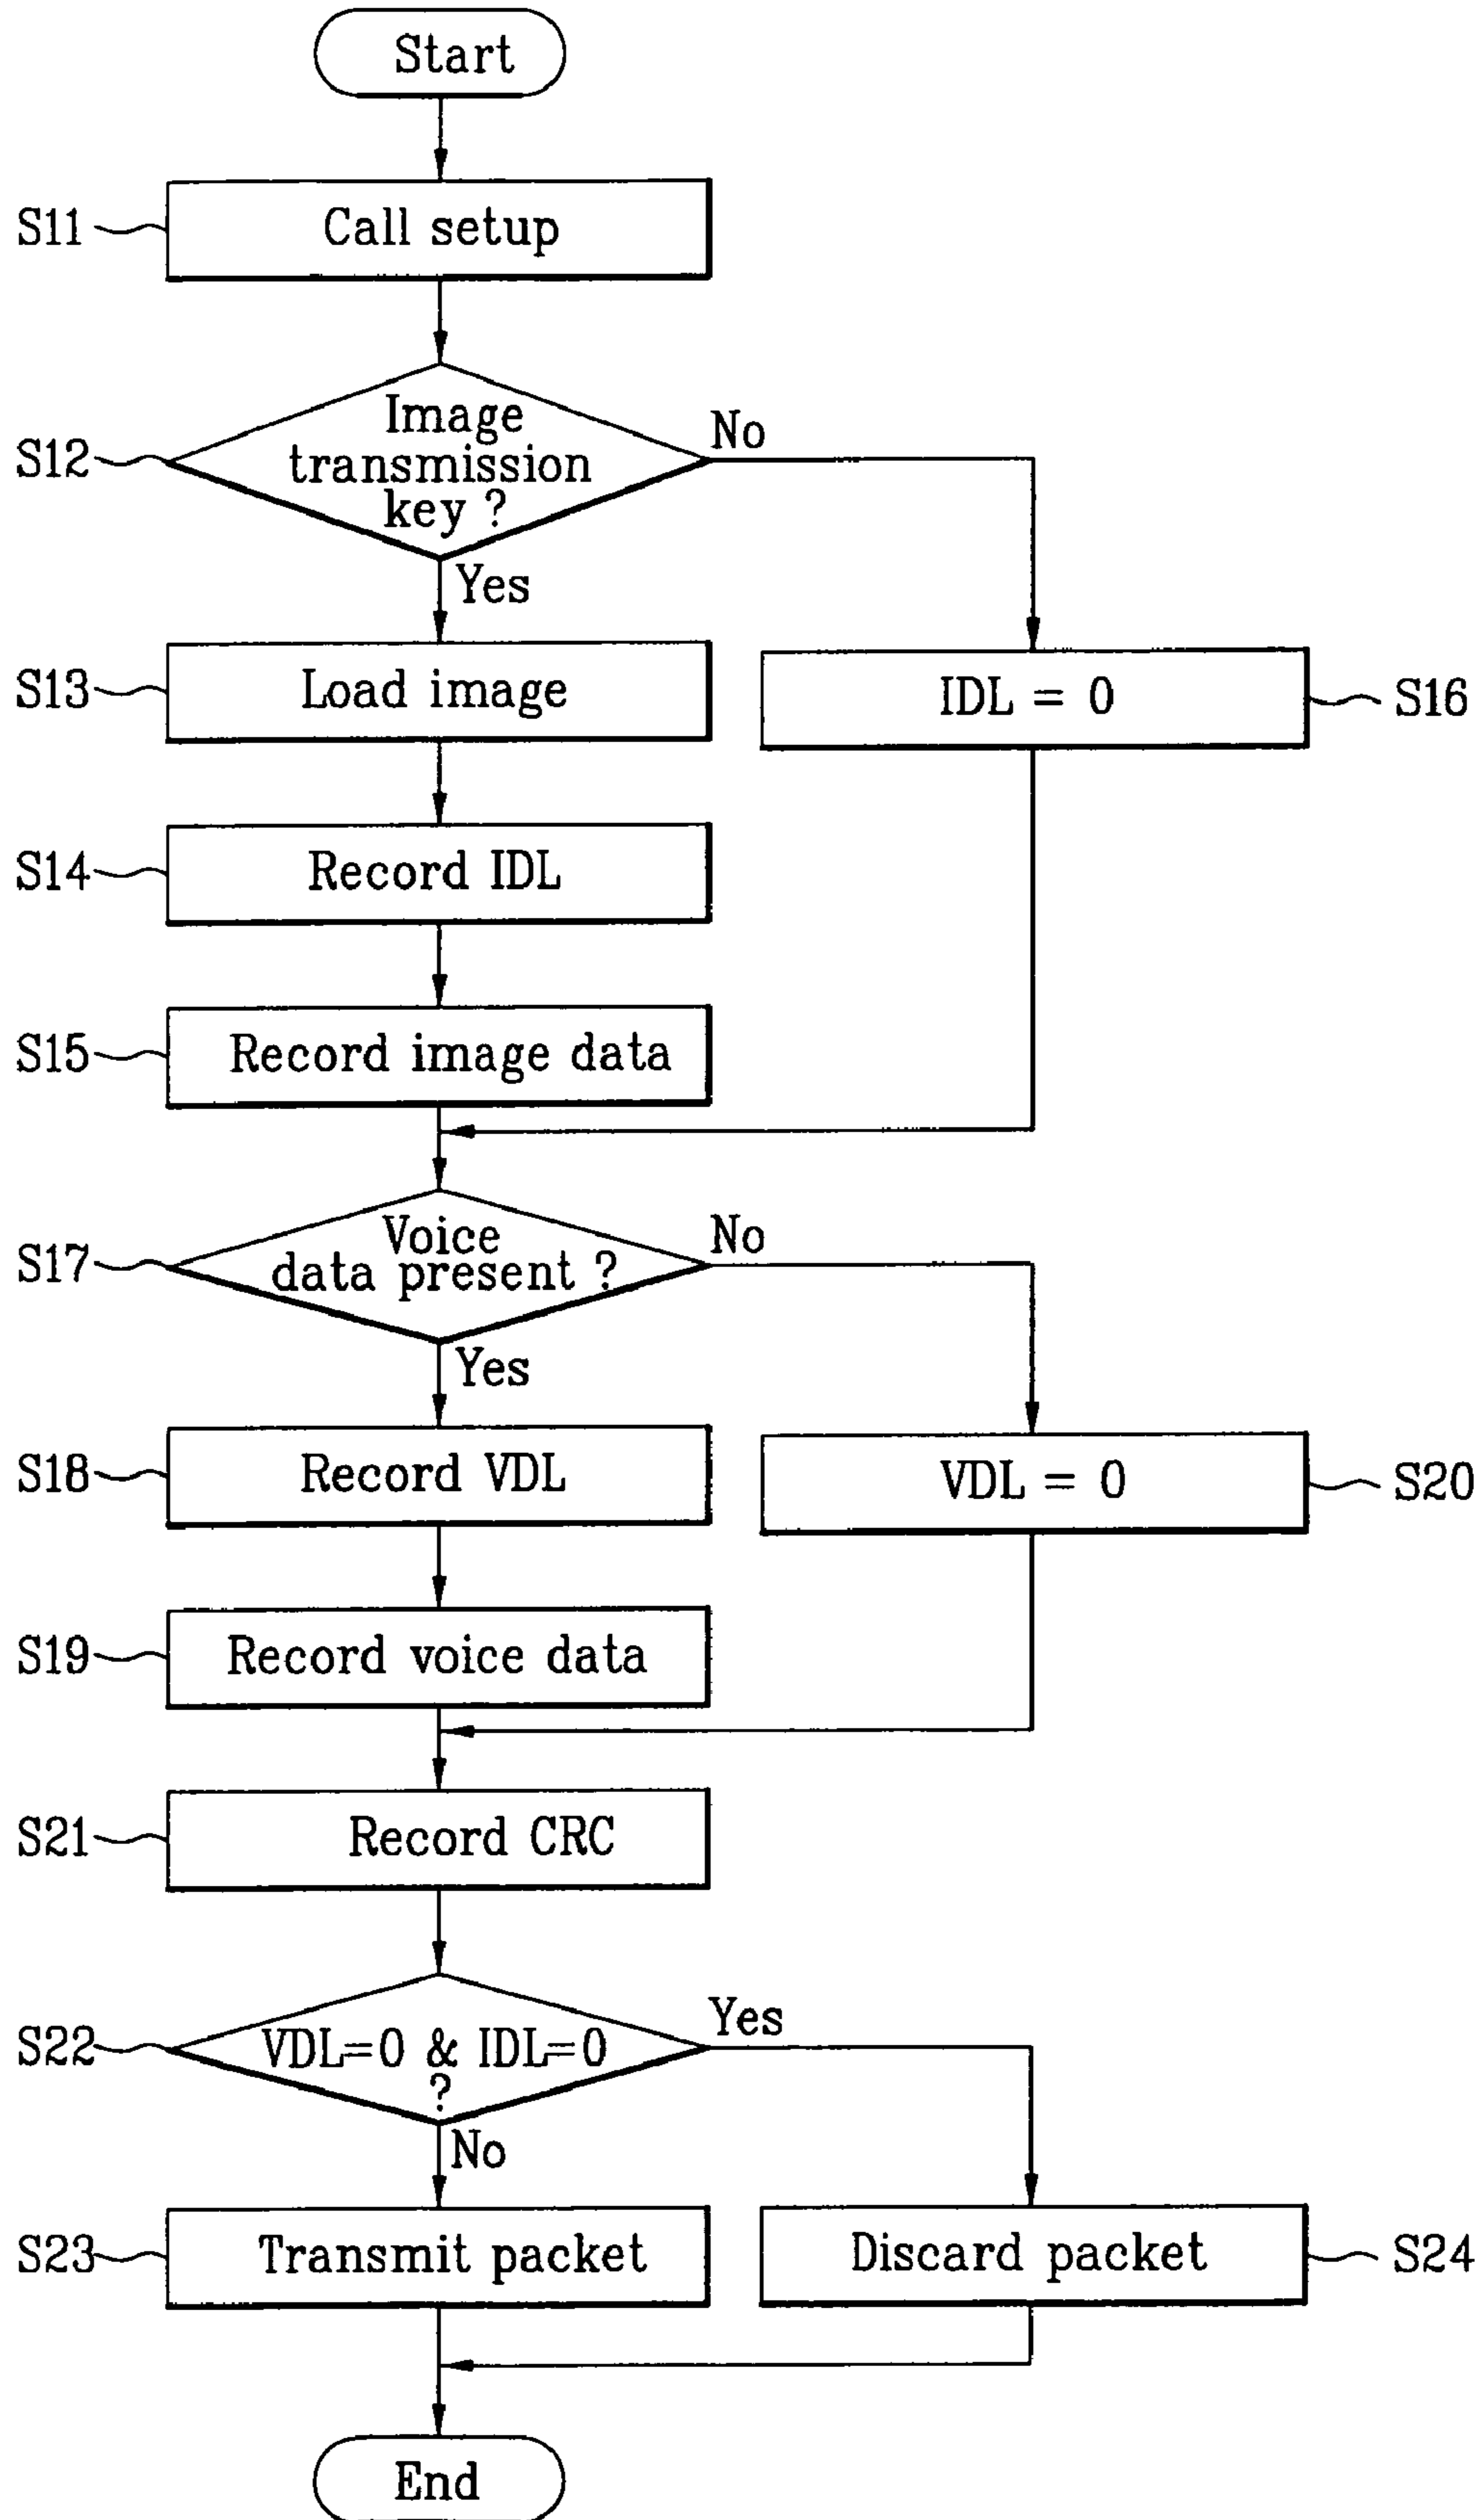 Start
S11
Call setup
S12
Image
transmission
key ?
No
Yes
S13
Load image
IDL = 0
S16
S14
Record IDL
S15
Record image data
S17
Voice
data present ?
No
Yes
S18
Record VDL
VDL = 0
S20
S19
Record voice data
S21
Record CRC
S22
VDL=0 & IDL=0
?
Yes
No
S23
Transmit packet
Discard packet
S24
End